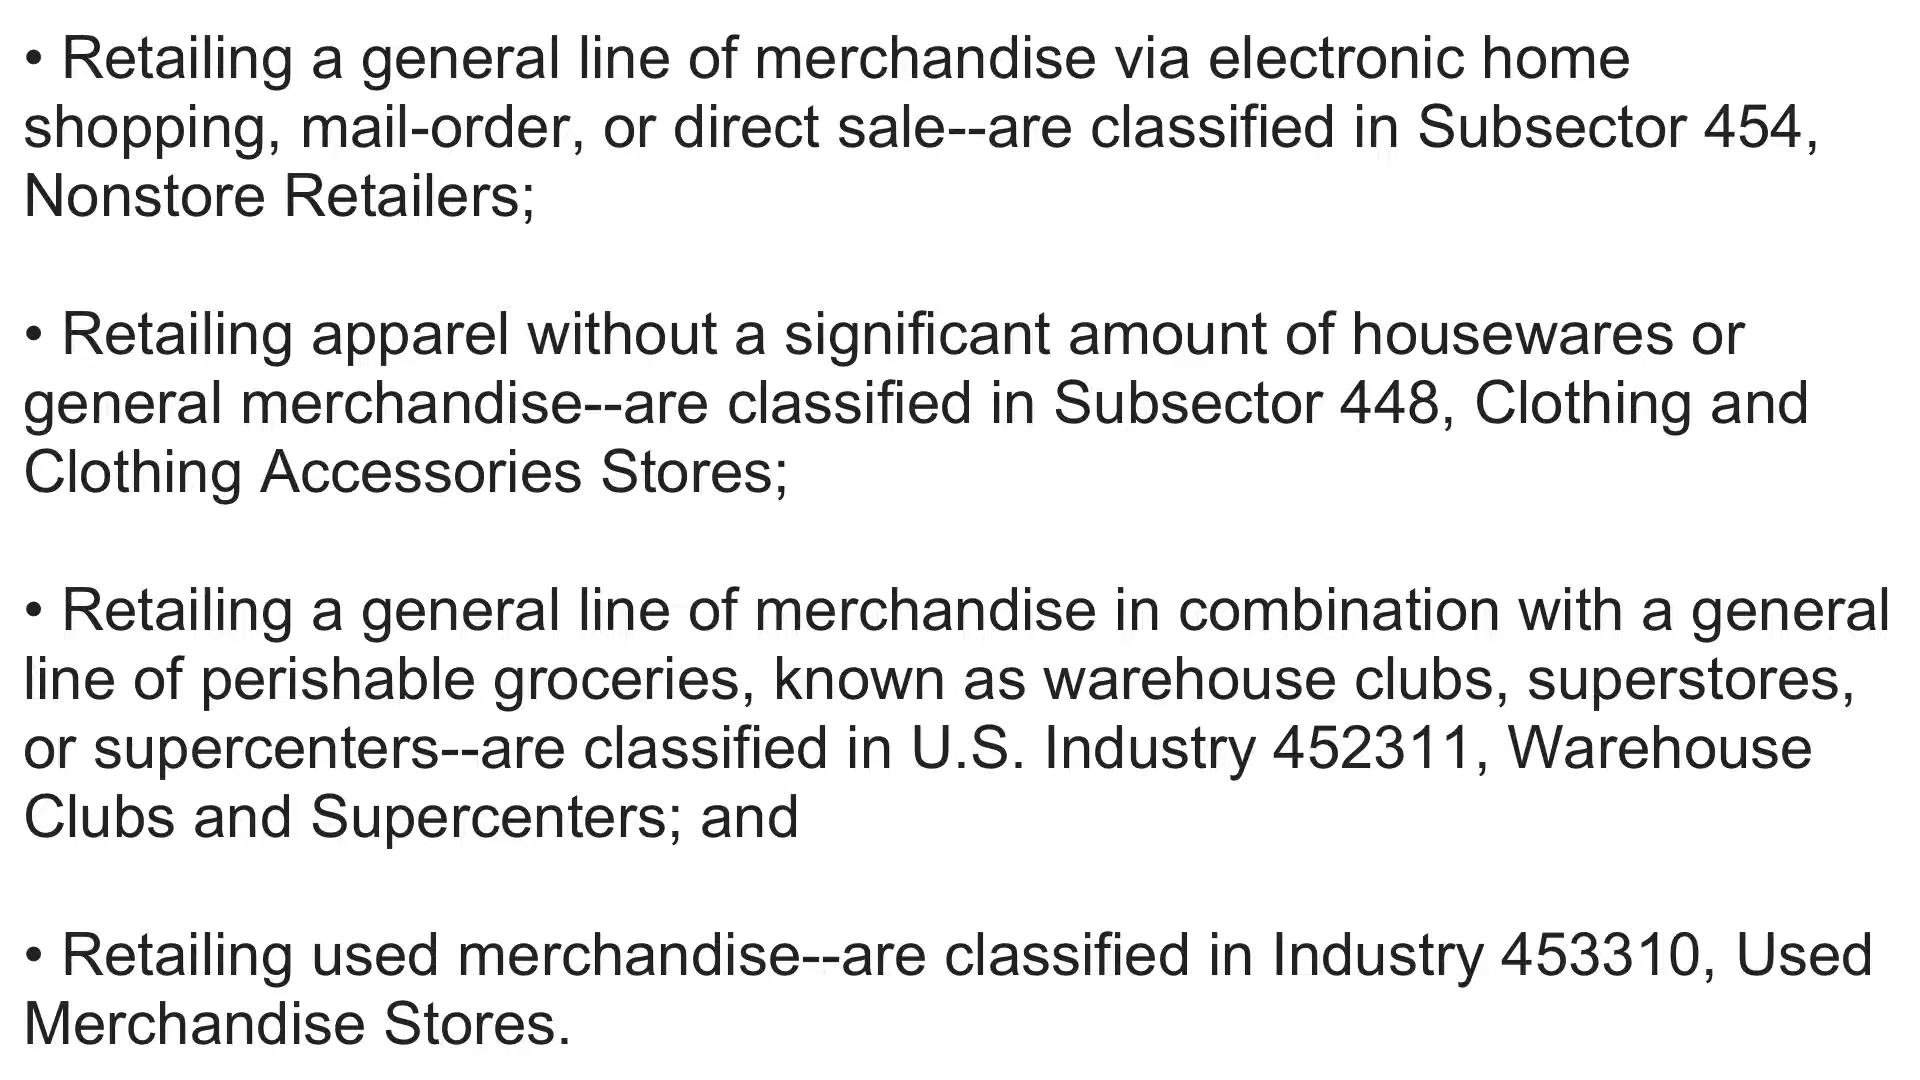 • Retailing a general line of merchandise via electronic home
shopping, mail-order, or direct sale--are classified in Subsector 454,
Nonstore Retailers;
• Retailing apparel without a significant amount of housewares or
general merchandise--are classified in Subsector 448, Clothing and
Clothing Accessories Stores;
• Retailing a general line of merchandise in combination with a general
line of perishable groceries, known as warehouse clubs, superstores,
or supercenters--are classified in U.S. Industry 452311, Warehouse
Clubs and Supercenters; and
• Retailing used merchandise--are classified in Industry 453310, Used
Merchandise Stores.